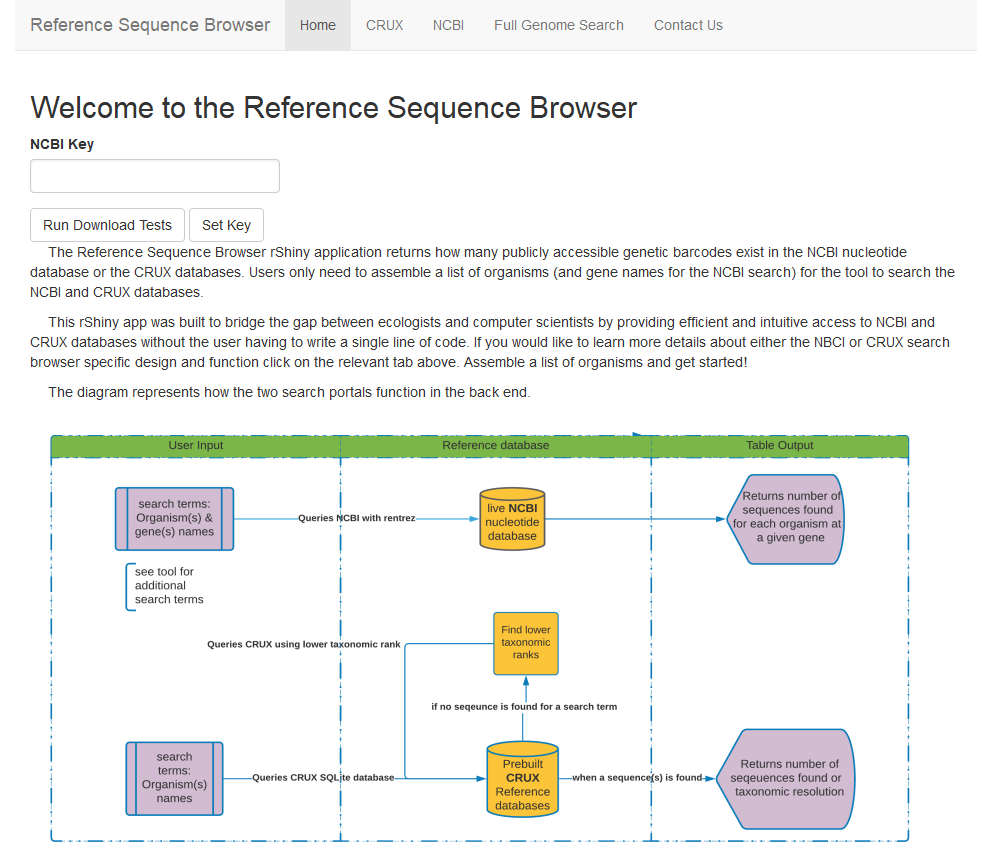 Reference Sequence Browser Home CRUX NCBI Full Genome Search Contact Us
Welcome to the Reference Sequence Browser
NCBI Key
Run Download Tests Set Key
The Reference Sequence Browser rShiny application returns how many publicly accessible genetic barcodes exist in the NCBI nucleotide
database or the CRUX databases. Users only need to assemble a list of organisms (and gene names for the NCBI search) for the tool to search the
NCBI and CRUX databases.
This rShiny app was built to bridge the gap between ecologists and computer scientists by providing efficient and intuitive access to NCBI and
CRUX databases without the user having to write a single line of code. If you would like to learn more details about either the NBCI or CRUX search
browser specific design and function click on the relevant tab above. Assemble a list of organisms and get started!
The diagram represents how the two search portals function in the back end.
User Input Reference database Table Output
search terms:
Organism(s) &
gene(s) names
Queries NCBI with rentrez
live NCBI
nucleotide
database
Returns number of
sequences found
for each organism at
a given gene
see tool for
additional
search terms
Queries CRUX using lower taxonomic rank
Find lower
taxonomic
ranks
if no seqeunce is found for a search term
search
terms:
Organism(s)
names
Queries CRUX SQLite database
Prebuilt
CRUX
Reference
databases
when a sequence(s) is found
Returns number of
seqeuences found or
taxonomic resolution